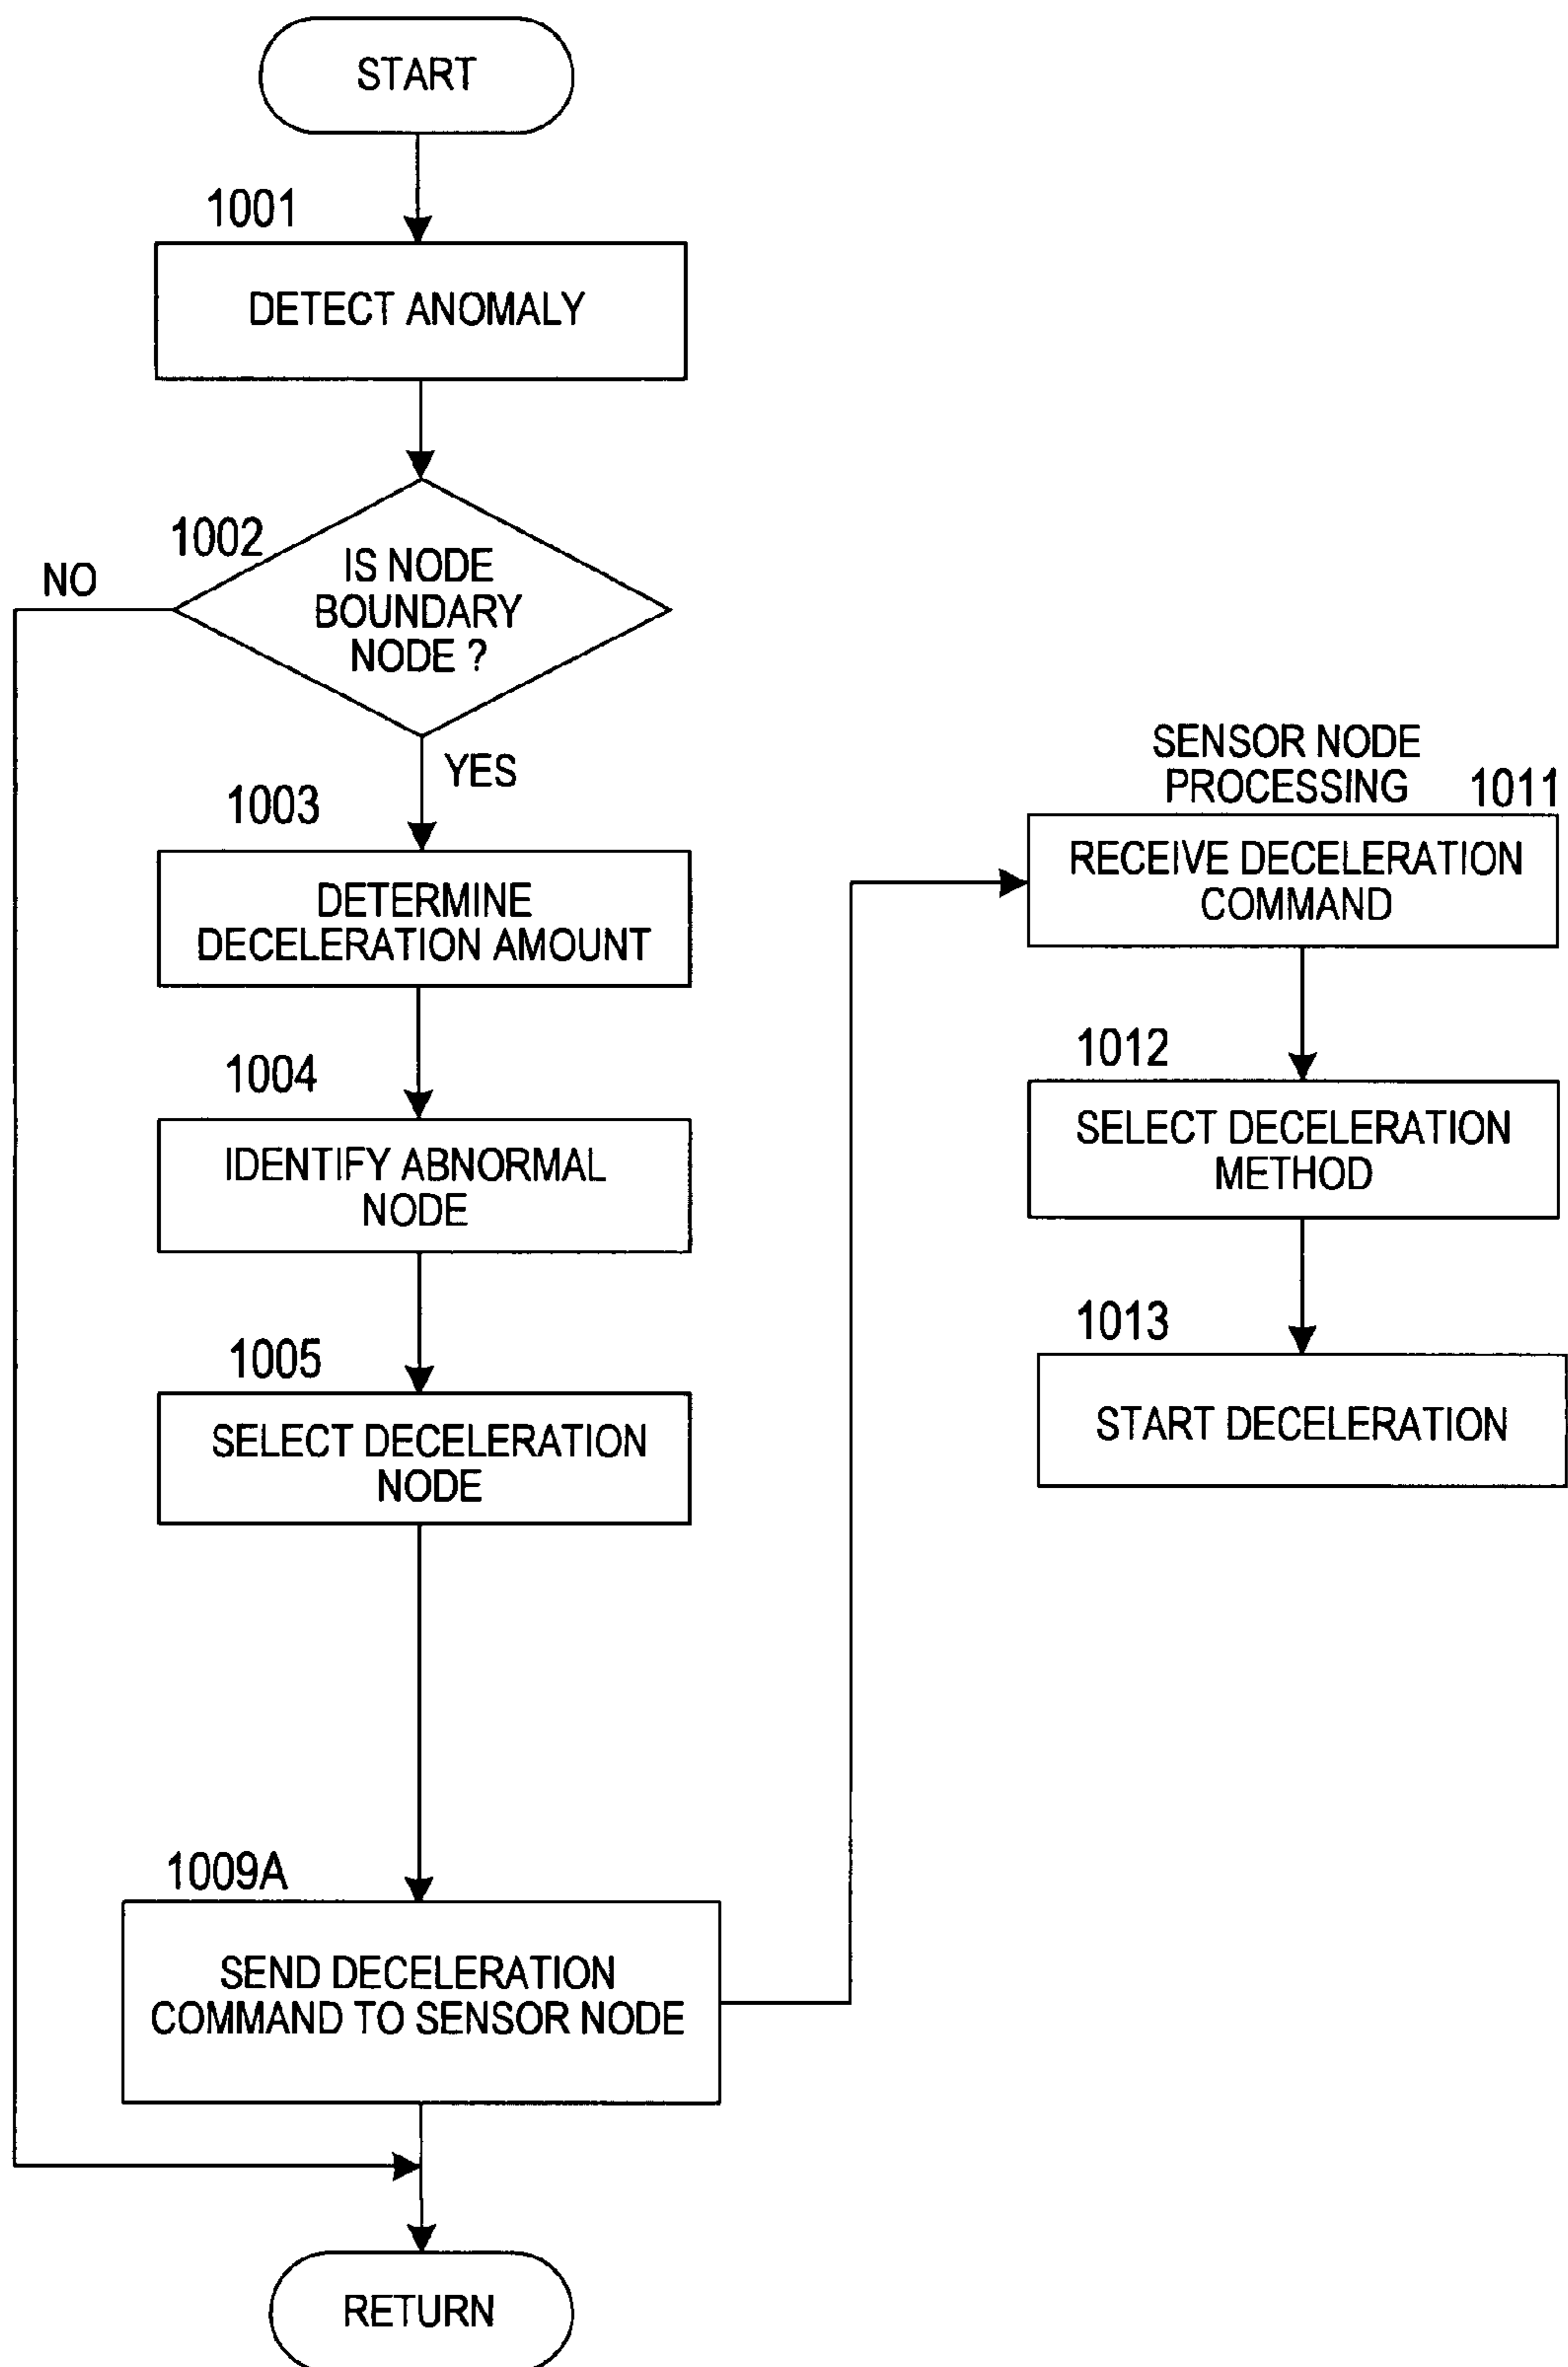 START
1001
DETECT ANOMALY
1002
NO
IS NODE
BOUNDARY
NODE ?
YES
1003
DETERMINE
DECELERATION AMOUNT
1004
IDENTIFY ABNORMAL
NODE
1005
SELECT DECELERATION
NODE
1009A
SEND DECELERATION
COMMAND TO SENSOR NODE
RETURN
SENSOR NODE
PROCESSING
1011
RECEIVE DECELERATION
COMMAND
1012
SELECT DECELERATION
METHOD
1013
START DECELERATION